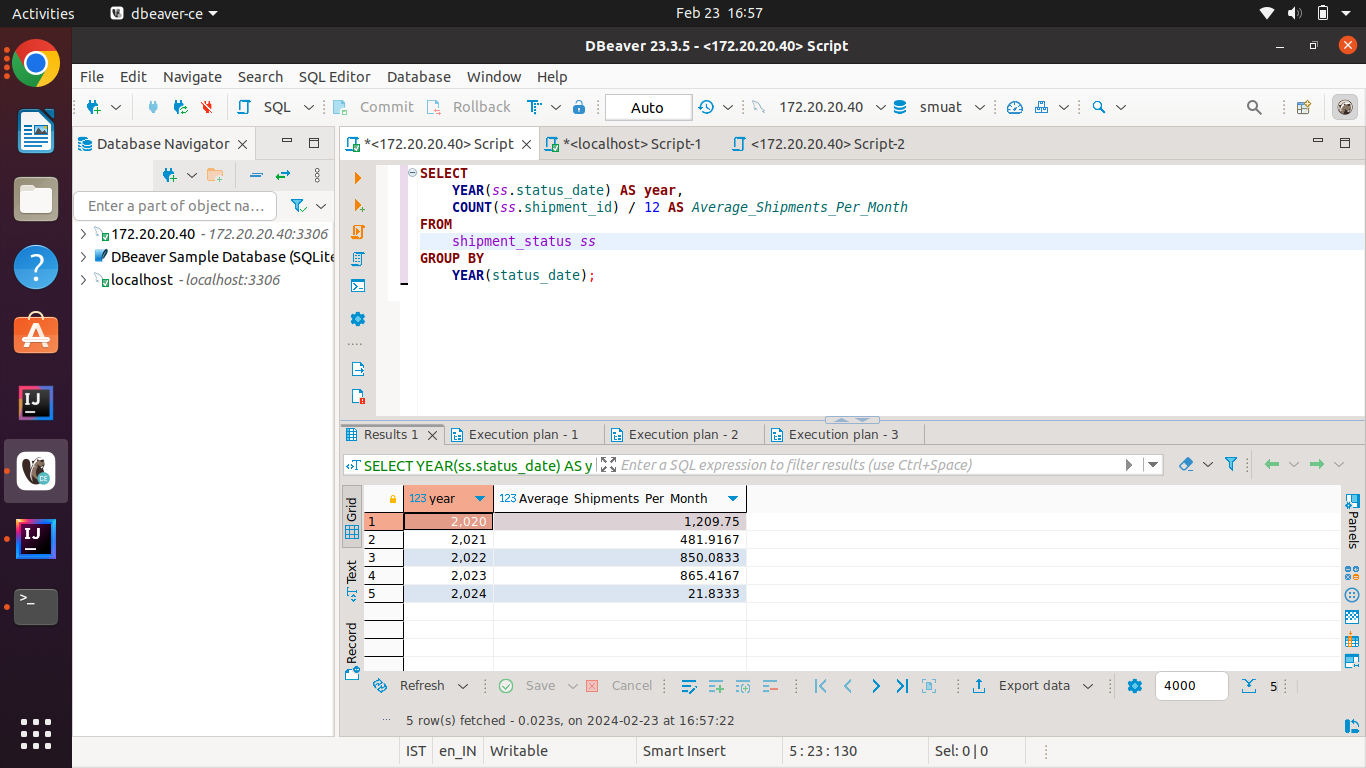 Activities dbeaver-ce Feb 23 16:57
DBeaver 23.3.5 - <172.20.20.40> Script
File Edit Navigate Search SQL Editor Database Window Help
SQL Commit Rollback Auto 172.20.20.40 smuat
Database Navigator
*<172.20.20.40> Script *<localhost> Script-1 <172.20.20.40> Script-2
Enter a part of object na...
172.20.20.40 - 172.20.20.40:3306
DBeaver Sample Database (SQLite
localhost - localhost:3306
SELECT
YEAR(ss.status_date) AS year,
COUNT(ss.shipment_id) / 12 AS Average_Shipments_Per_Month
FROM
shipment_status ss
GROUP BY
YEAR(status_date);
Results 1 Execution plan - 1 Execution plan - 2 Execution plan - 3
SELECT YEAR(ss.status_date) AS y Enter a SQL expression to filter results (use Ctrl+Space)
Grid
Text
Record
123 year 123 Average_Shipments_Per_Month
1 2,020 1,209.75
2 2,021 481.9167
3 2,022 850.0833
4 2,023 865.4167
5 2,024 21.8333
Panels
Refresh Save Cancel Export data 4000 5
5 row(s) fetched - 0.023s, on 2024-02-23 at 16:57:22
IST en_IN Writable Smart Insert 5 : 23 : 130 Sel: 0 | 0